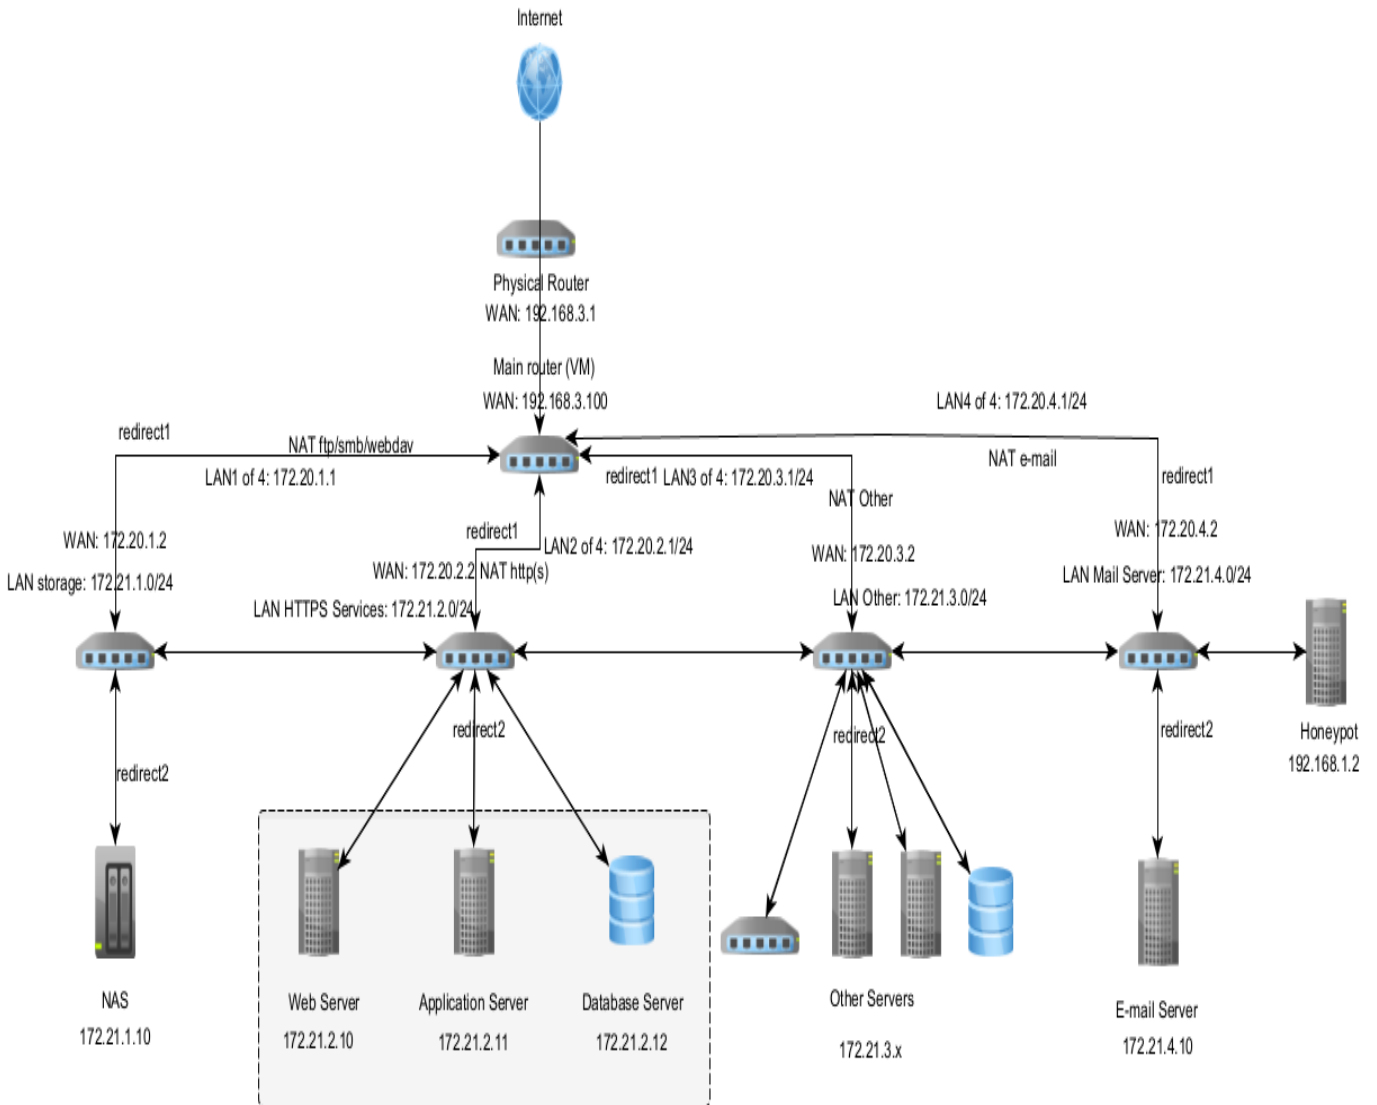 Internet
Physical Router
WAN: 192.168.3.1
Main router (VM)
WAN: 192.168.3.100
LAN4 of 4: 172.20.4.1/24
redirect1
NAT ftp/smb/webdav
NAT e-mail
LAN1 of 4: 172.20.1.1
redirect1
LAN3 of 4: 172.20.3.1/24
redirect1
NAT Other
redirect1
LAN2 of 4: 172.20.2.1/24
WAN: 172.20.1.2
WAN: 172.20.2.2
NAT http(s)
WAN: 172.20.3.2
WAN: 172.20.4.2
LAN storage: 172.21.1.0/24
LAN HTTPS Services: 172.21.2.0/24
LAN Other: 172.21.3.0/24
LAN Mail Server: 172.21.4.0/24
redirect2
redirect2
redirect2
redirect2
Honeypot
192.168.1.2
NAS
172.21.1.10
Web Server
172.21.2.10
Application Server
172.21.2.11
Database Server
172.21.2.12
Other Servers
172.21.3.x
E-mail Server
172.21.4.10